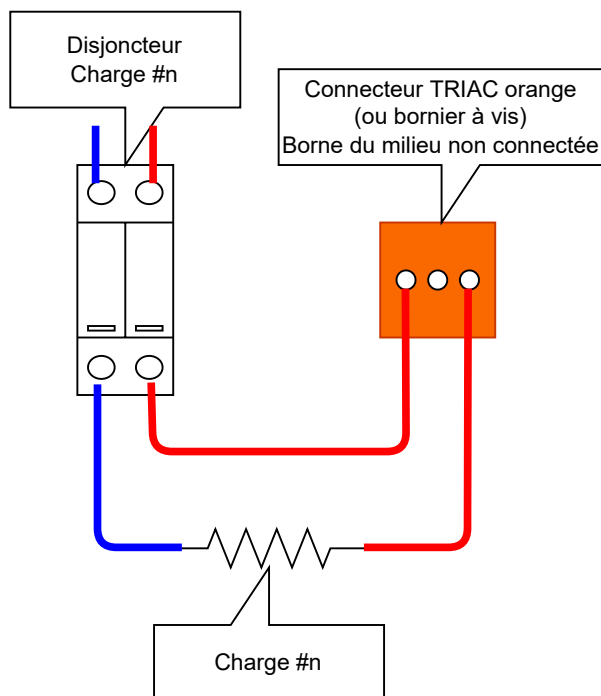 Disjoncteur
Charge #n
Connecteur TRIAC orange
(ou bornier à vis)
Borne du milieu non connectée
Charge #n